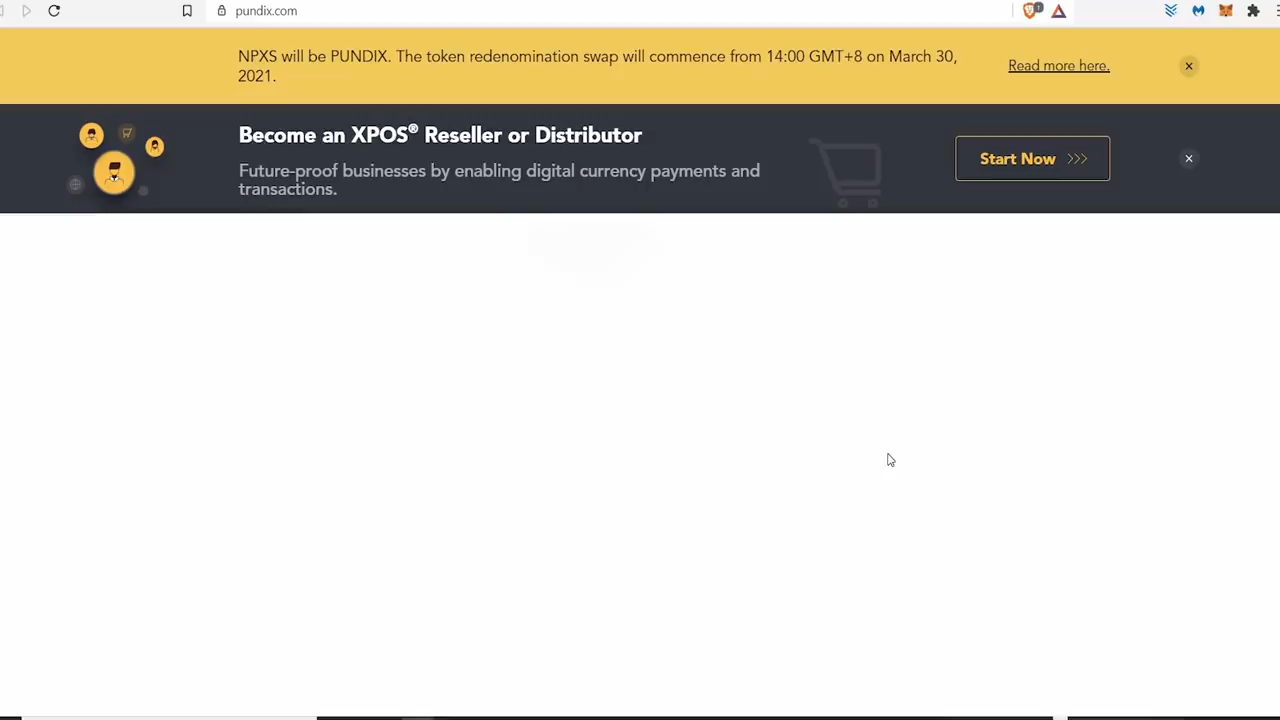 pundix.com
1
NPXS will be PUNDIX. The token redenomination swap will commence from 14:00 GMT+8 on March 30,
2021.
Read more here.
Become an XPOS® Reseller or Distributor
Future-proof businesses by enabling digital currency payments and
transactions.
Start Now